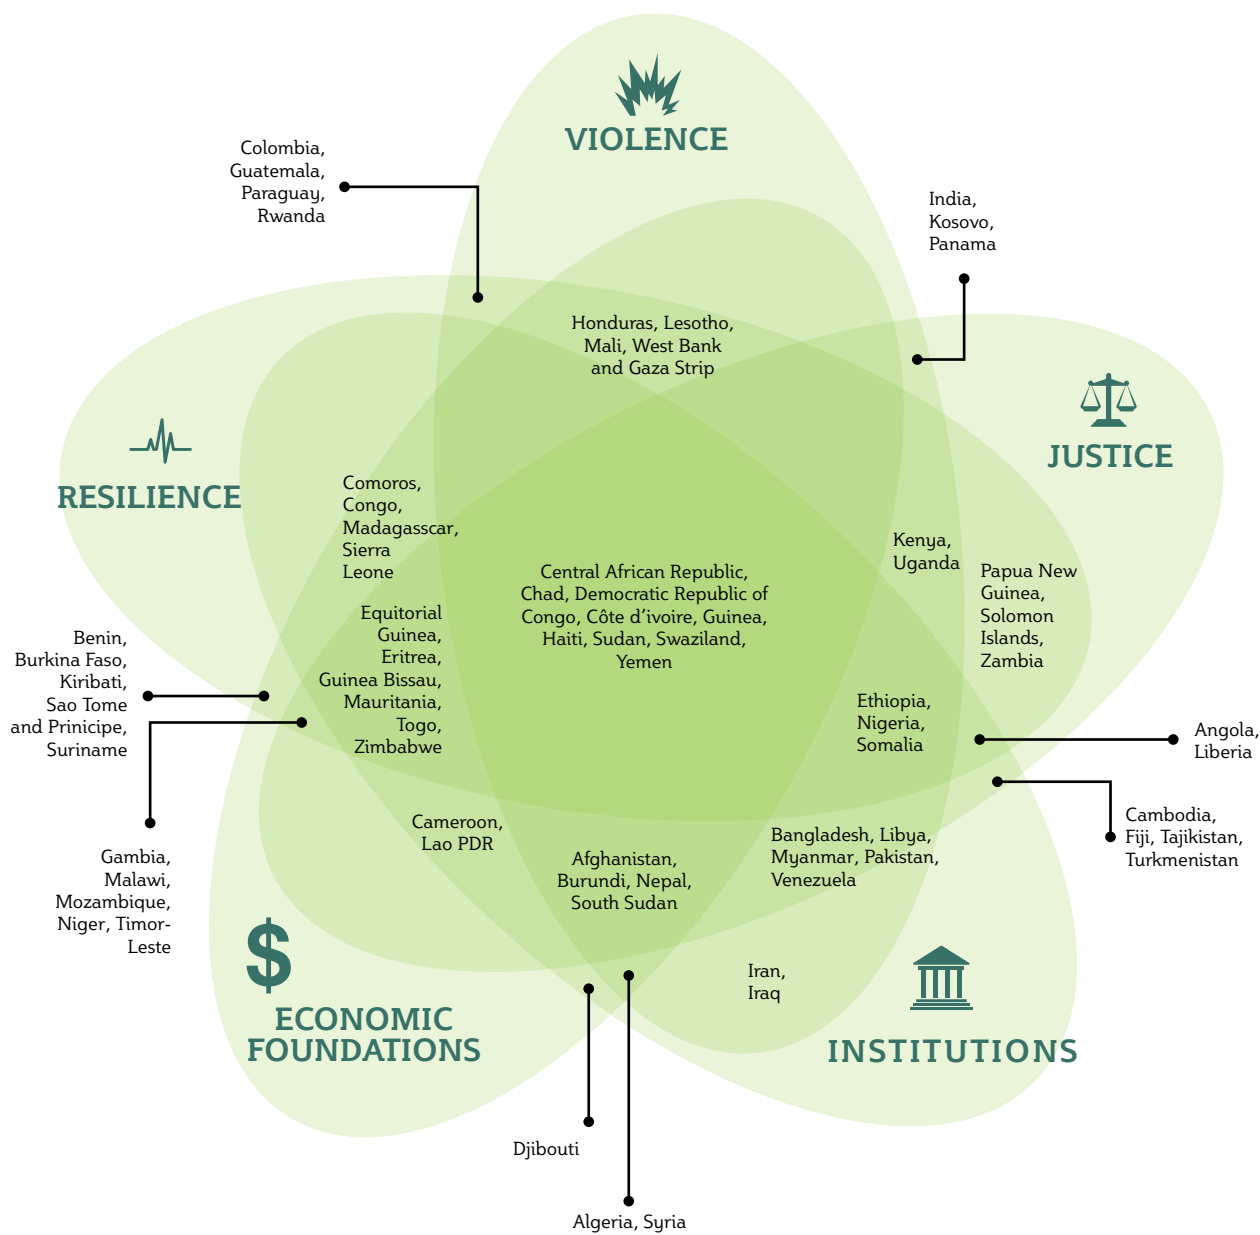 VIOLENCE
Colombia,
Guatemala,
Paraguay,
Rwanda
India,
Kosovo,
Panama
Honduras, Lesotho,
Mali, West Bank
and Gaza Strip
JUSTICE
RESILIENCE
Comoros,
Congo,
Madagasscar,
Sierra
Leone
Kenya,
Uganda
Papua New
Guinea,
Solomon
Islands,
Zambia
Central African Republic,
Chad, Democratic Republic of
Congo, Côte d'ivoire, Guinea,
Haiti, Sudan, Swaziland,
Yemen
Equitorial
Guinea,
Eritrea,
Guinea Bissau,
Mauritania,
Togo,
Zimbabwe
Benin,
Burkina Faso,
Kiribati,
Sao Tome
and Prinicipe,
Suriname
Ethiopia,
Nigeria,
Somalia
Angola,
Liberia
Cambodia,
Fiji, Tajikistan,
Turkmenistan
Cameroon,
Lao PDR
Bangladesh, Libya,
Myanmar, Pakistan,
Venezuela
Afghanistan,
Burundi, Nepal,
South Sudan
Gambia,
Malawi,
Mozambique,
Niger, Timor-
Leste
$
ECONOMIC
FOUNDATIONS
Iran,
Iraq
INSTITUTIONS
Djibouti
Algeria, Syria